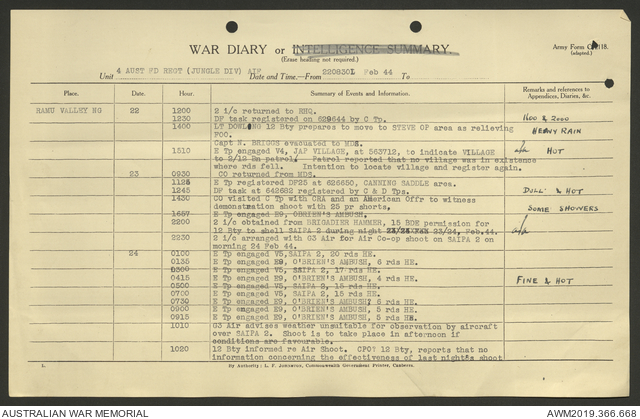 WAR DIARY or INTELLIGENCE SUMMARY
(Erase heading not required).
Army Form C. 2118.
(adapted.)
Unit 4 AUST FD REGT (JUNGLE DIV) AIF Date and Time.—From 220830L Feb 44 To
Place. Date. Hour. Summary of Events and Information. Remarks and references to Appendices, Diaries, &c.
RAMU VALLEY NG 22 1200 2 i/c returned to RHQ.
1230 DF task registered on 629644 by C Tp. 1100 & 2000
1400 LT DOWLING 12 Bty prepares to move to STEVE OP area as relieving HEAVY RAIN
FOO.
Capt N. BRIGGS evacuated to MDS.
1510 E Tp engaged V4, JAP VILLAGE, at 563712, to indicate VILLAGE a/a HOT
to 2/12 Bn patrol. Patrol reported that no village was in existence
where rds fell. Intention to locate village and register again.
23 0930 CO returned from MDS.
1125 E Tp registered DF25 at 626650, CANNING SADDLE area.
1245 DF task at 642682 registered by C & D Tps. DULL & HOT
1430 CO visited C Tp with CRA and an American Offr to witness
demonstration shoot with 25 pr shorts. SOME SHOWERS
1657 E Tp engaged E9, OBRIEN'S AMBUSH.
2200 2 i/c obtained from BRIGADIER HAMMER, 15 BDE permission for
12 Bty to shell SAIPA 2 during night 23/24 FEB 23/24, Feb.44. a/a
2230 2 i/c arranged with G3 Air for Air Co-op shoot on SAIPA 2 on
morning 24 Feb 44.
24 0100 E Tp engaged V5,SAIPA 2, 20 rds HE.
0135 E Tp engaged E9, O'BRIEN'S AMBUSH, 6 rds HE.
0300 E Tp engaged V5, SAIPA 2, 17 rds HE.
0415 E Tp engaged E9, O'BRIEN'S AMBUSH, 4 rds HE. FINE & HOT
0500 E Tp engaged V5, SAIPA 2, 15 rds HE.
0700 E Tp engaged V5, SAIPA 2, 15 rds HE.
0730 E Tp engaged E9, O'BRIEN'S AMBUSH, 6 rds HE.
0900 E Tp engaged E9, O'BRIEN'S AMBUSH, 5 rds HE.
0915 E Tp engaged E9, O'BRIEN'S AMBUSH, 5 rds HE.
1010 G3 Air advises weather unsuitable for observation by aircraft
over SAIPA 2. Shoot is to take place in afternoon if
conditions are favourable.
1020 12 Bty informed re Air Shoot. CPO7 12 Bty, reports that no
information concerning the effectiveness of last night's shoot
L. By Authority: L. F. Johnston, Commonwealth Government Printer, Canberra.
AUSTRALIAN WAR MEMORIAL AWM2019.366.668